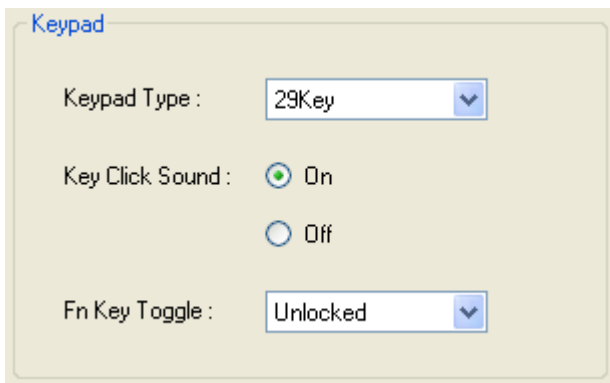 Keypad
Keypad Type : 29Key
Key Click Sound : On
Off
Fn Key Toggle : Unlocked